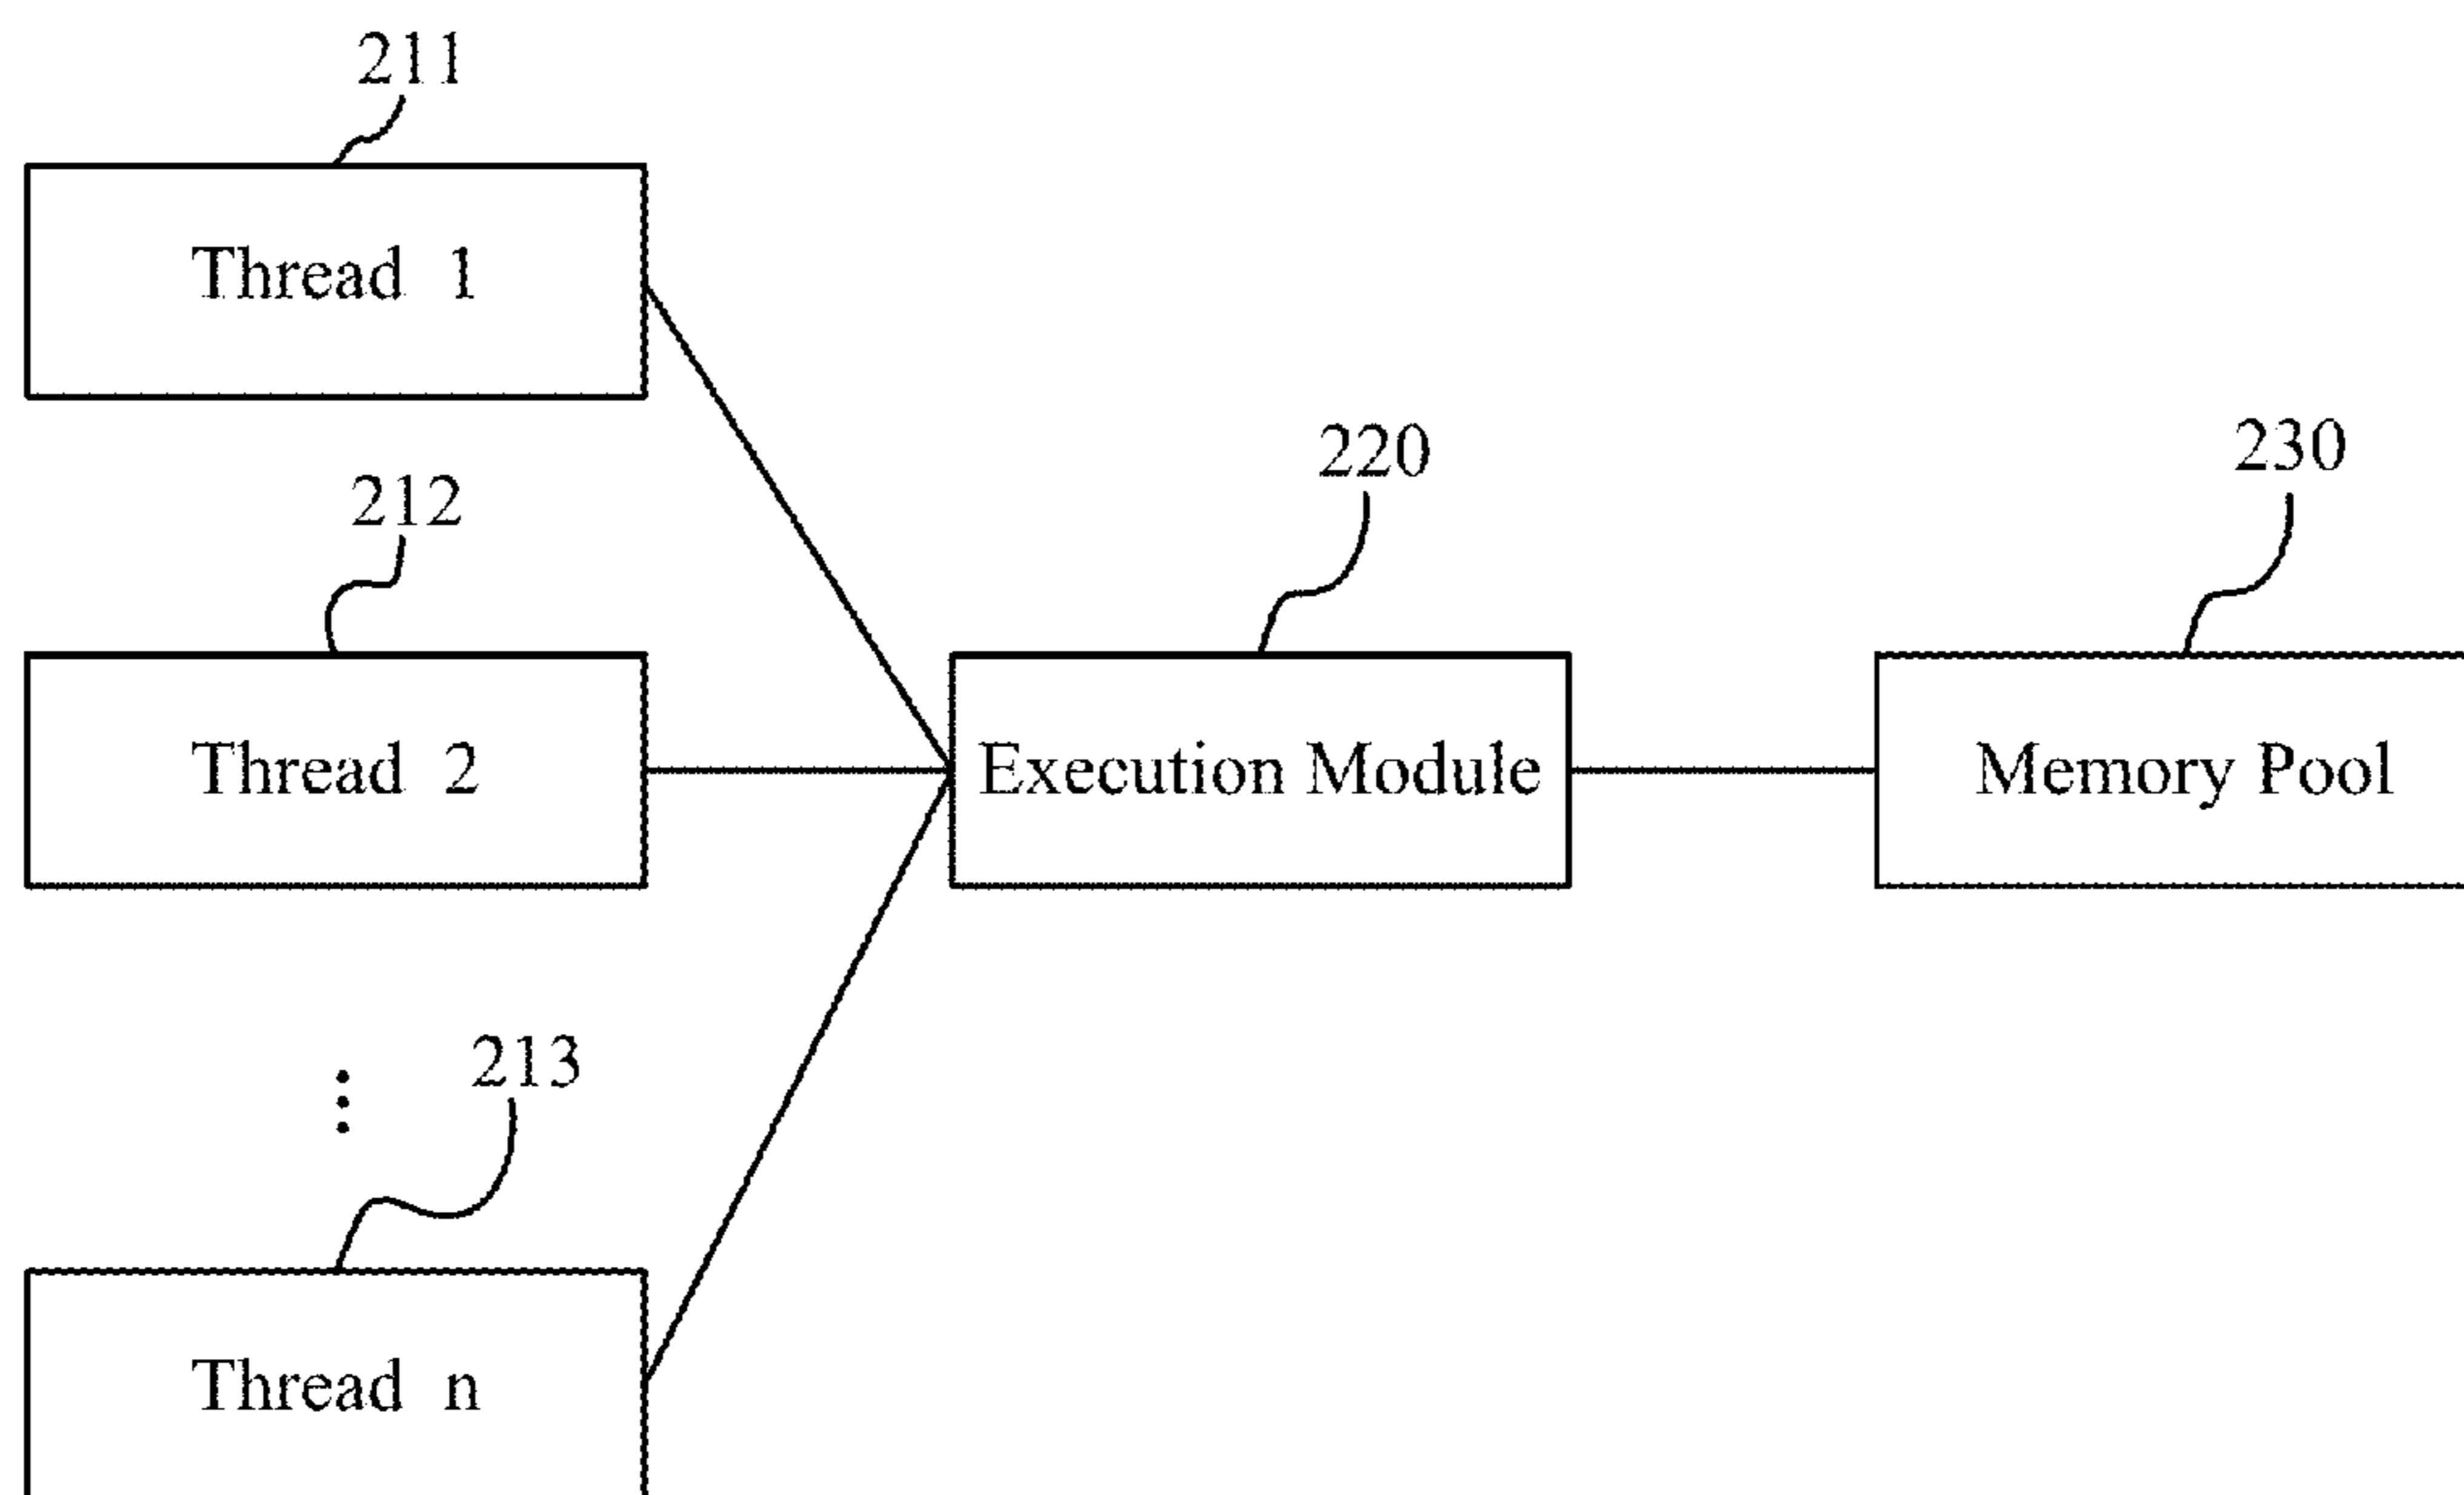 211
Thread 1
220
230
212
Thread 2
Execution Module
Memory Pool
213
Thread n